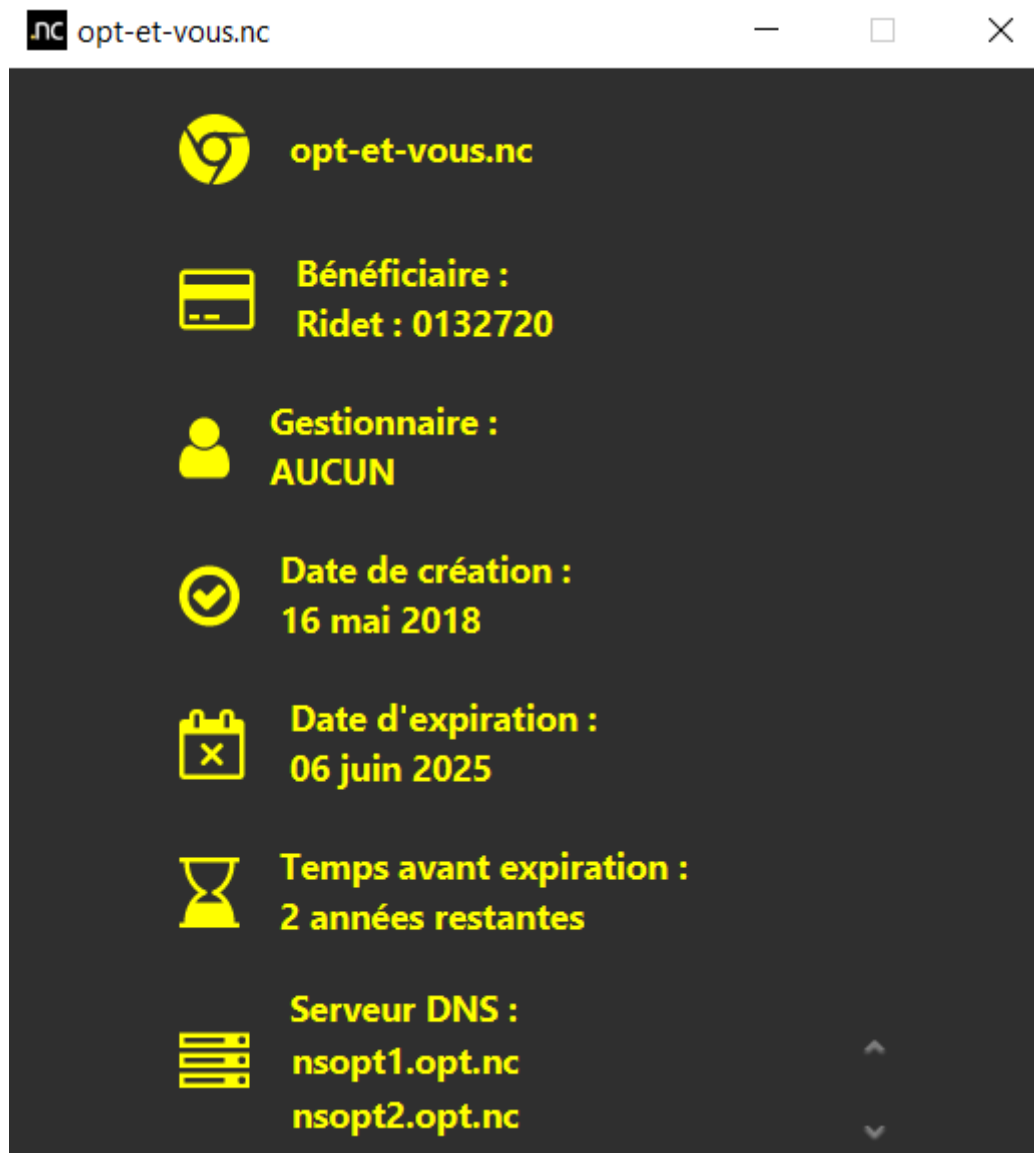 .nc opt-et-vous.nc
opt-et-vous.nc
Bénéficiaire :
Ridet : 0132720
Gestionnaire :
AUCUN
Date de création :
16 mai 2018
Date d'expiration :
06 juin 2025
Temps avant expiration :
2 années restantes
Serveur DNS :
nsopt1.opt.nc
nsopt2.opt.nc